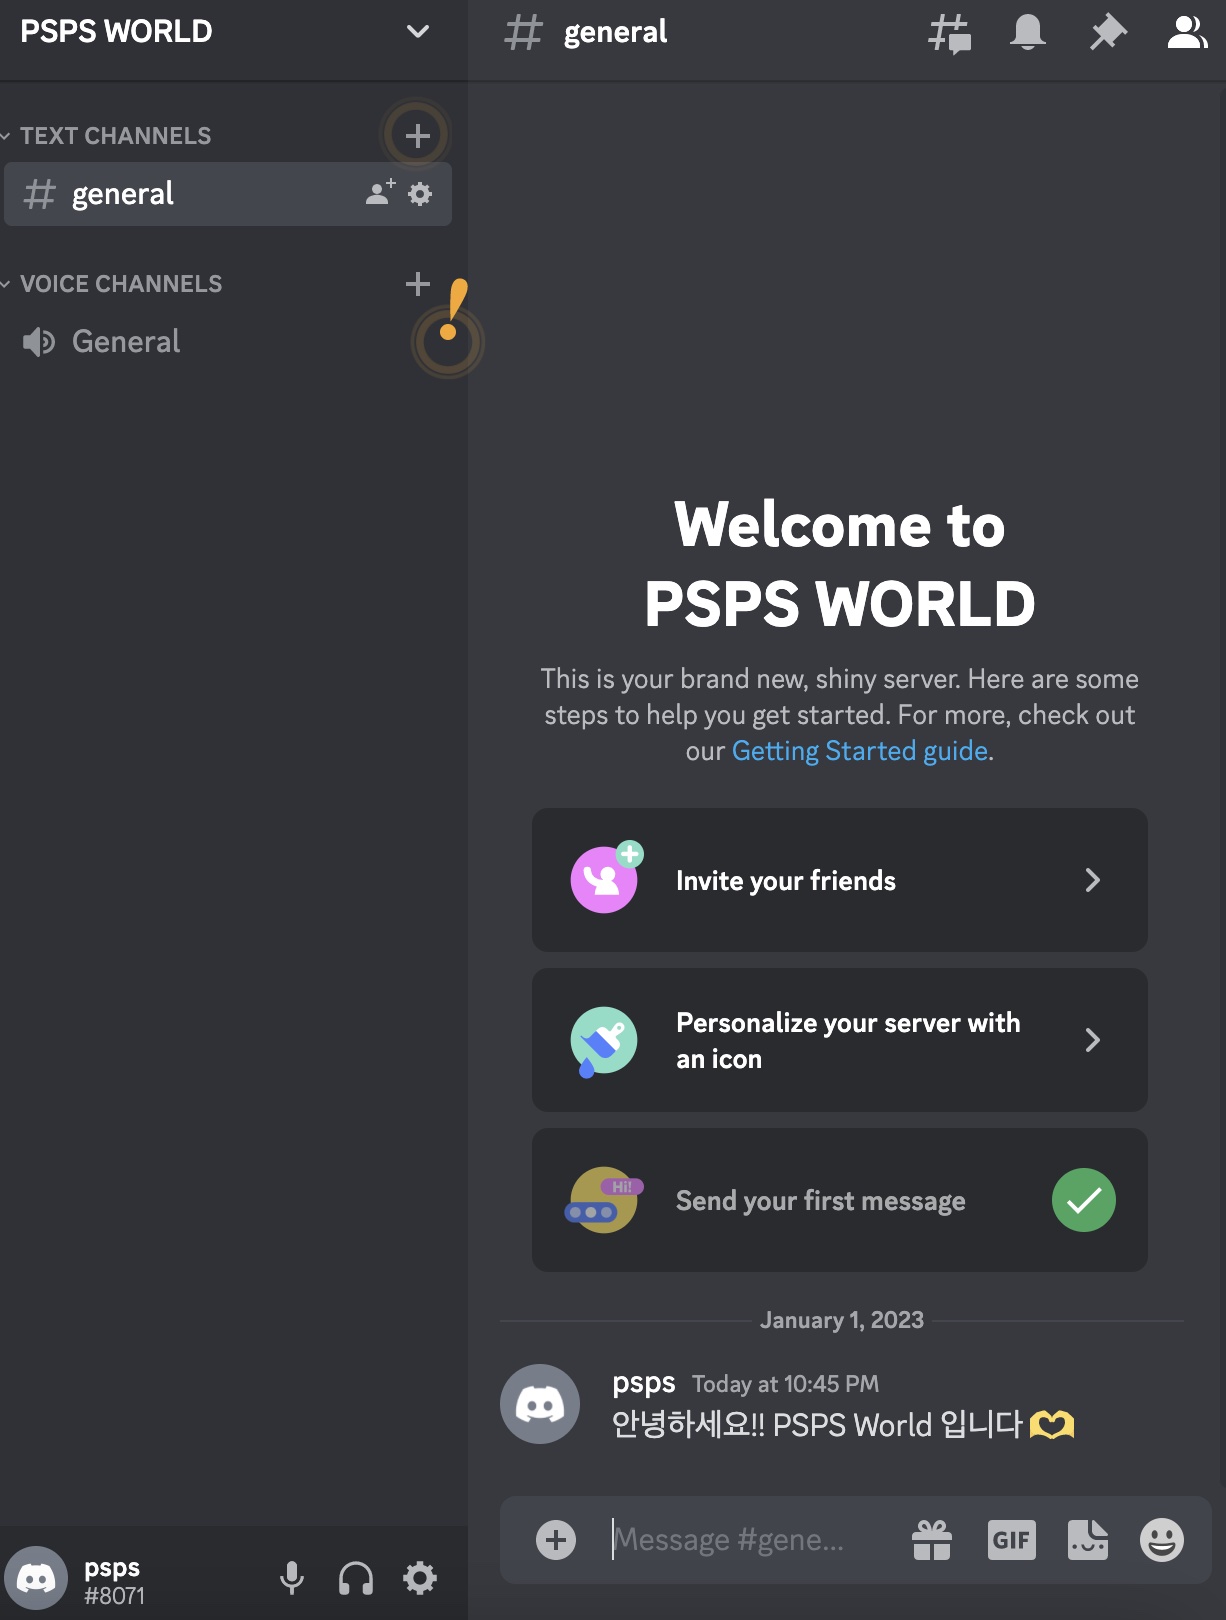 PSPS WORLD
TEXT CHANNELS
general
VOICE CHANNELS
General
psps
#8071
general
Welcome to
PSPS WORLD
This is your brand new, shiny server. Here are some
steps to help you get started. For more, check out
our Getting Started guide.
Invite your friends
Personalize your server with
an icon
Hi!
Send your first message
January 1, 2023
psps Today at 10:45 PM
안녕하세요!! PSPS World 입니다 🫶
Message #gene...
GIF